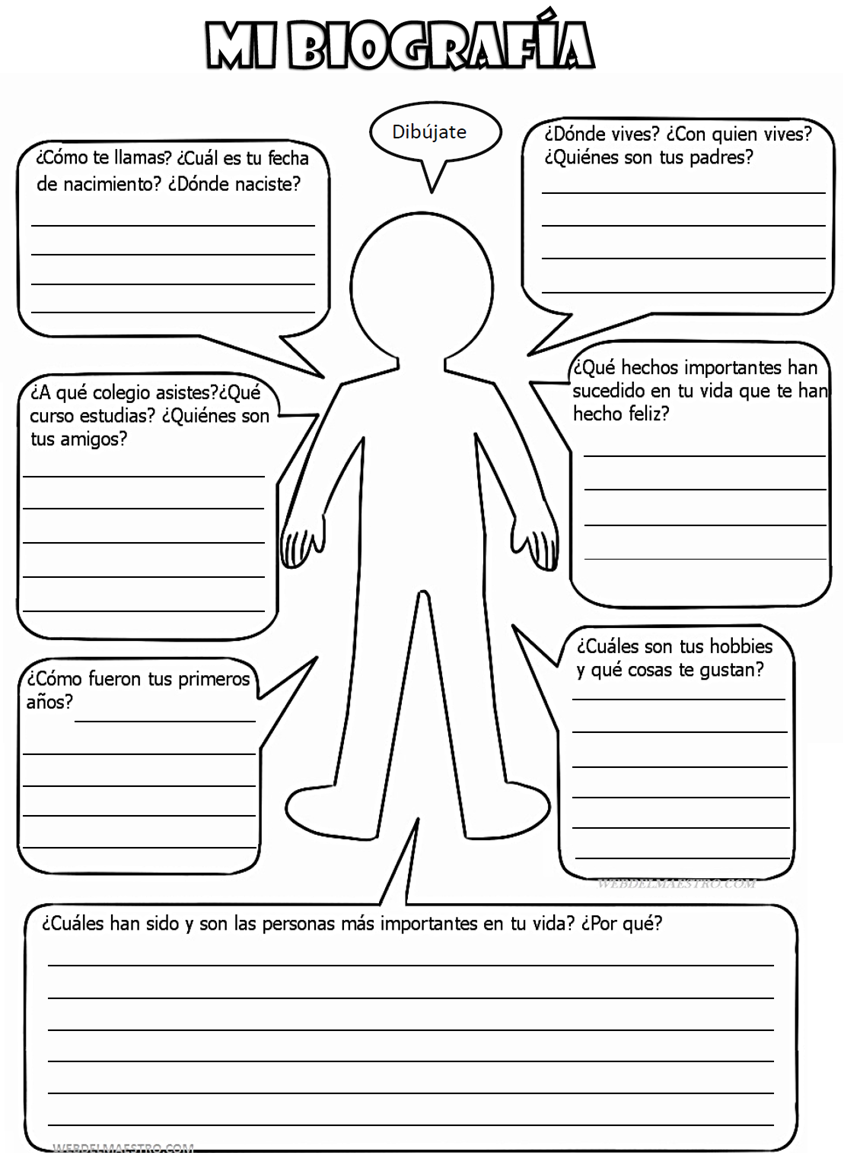 MI BIOGRAFÍA
Dibújate
¿Cómo te llamas? ¿Cuál es tu fecha
de nacimiento? ¿Dónde naciste?
¿Dónde vives? ¿Con quien vives?
¿Quiénes son tus padres?
¿A qué colegio asistes?¿Qué
curso estudias? ¿Quiénes son
tus amigos?
¿Qué hechos importantes han
sucedido en tu vida que te han
hecho feliz?
¿Cómo fueron tus primeros
años?
¿Cuáles son tus hobbies
y qué cosas te gustan?
WEBDELMAESTRO.COM
¿Cuáles han sido y son las personas más importantes en tu vida? ¿Por qué?
WEBDELMAESTRO.COM